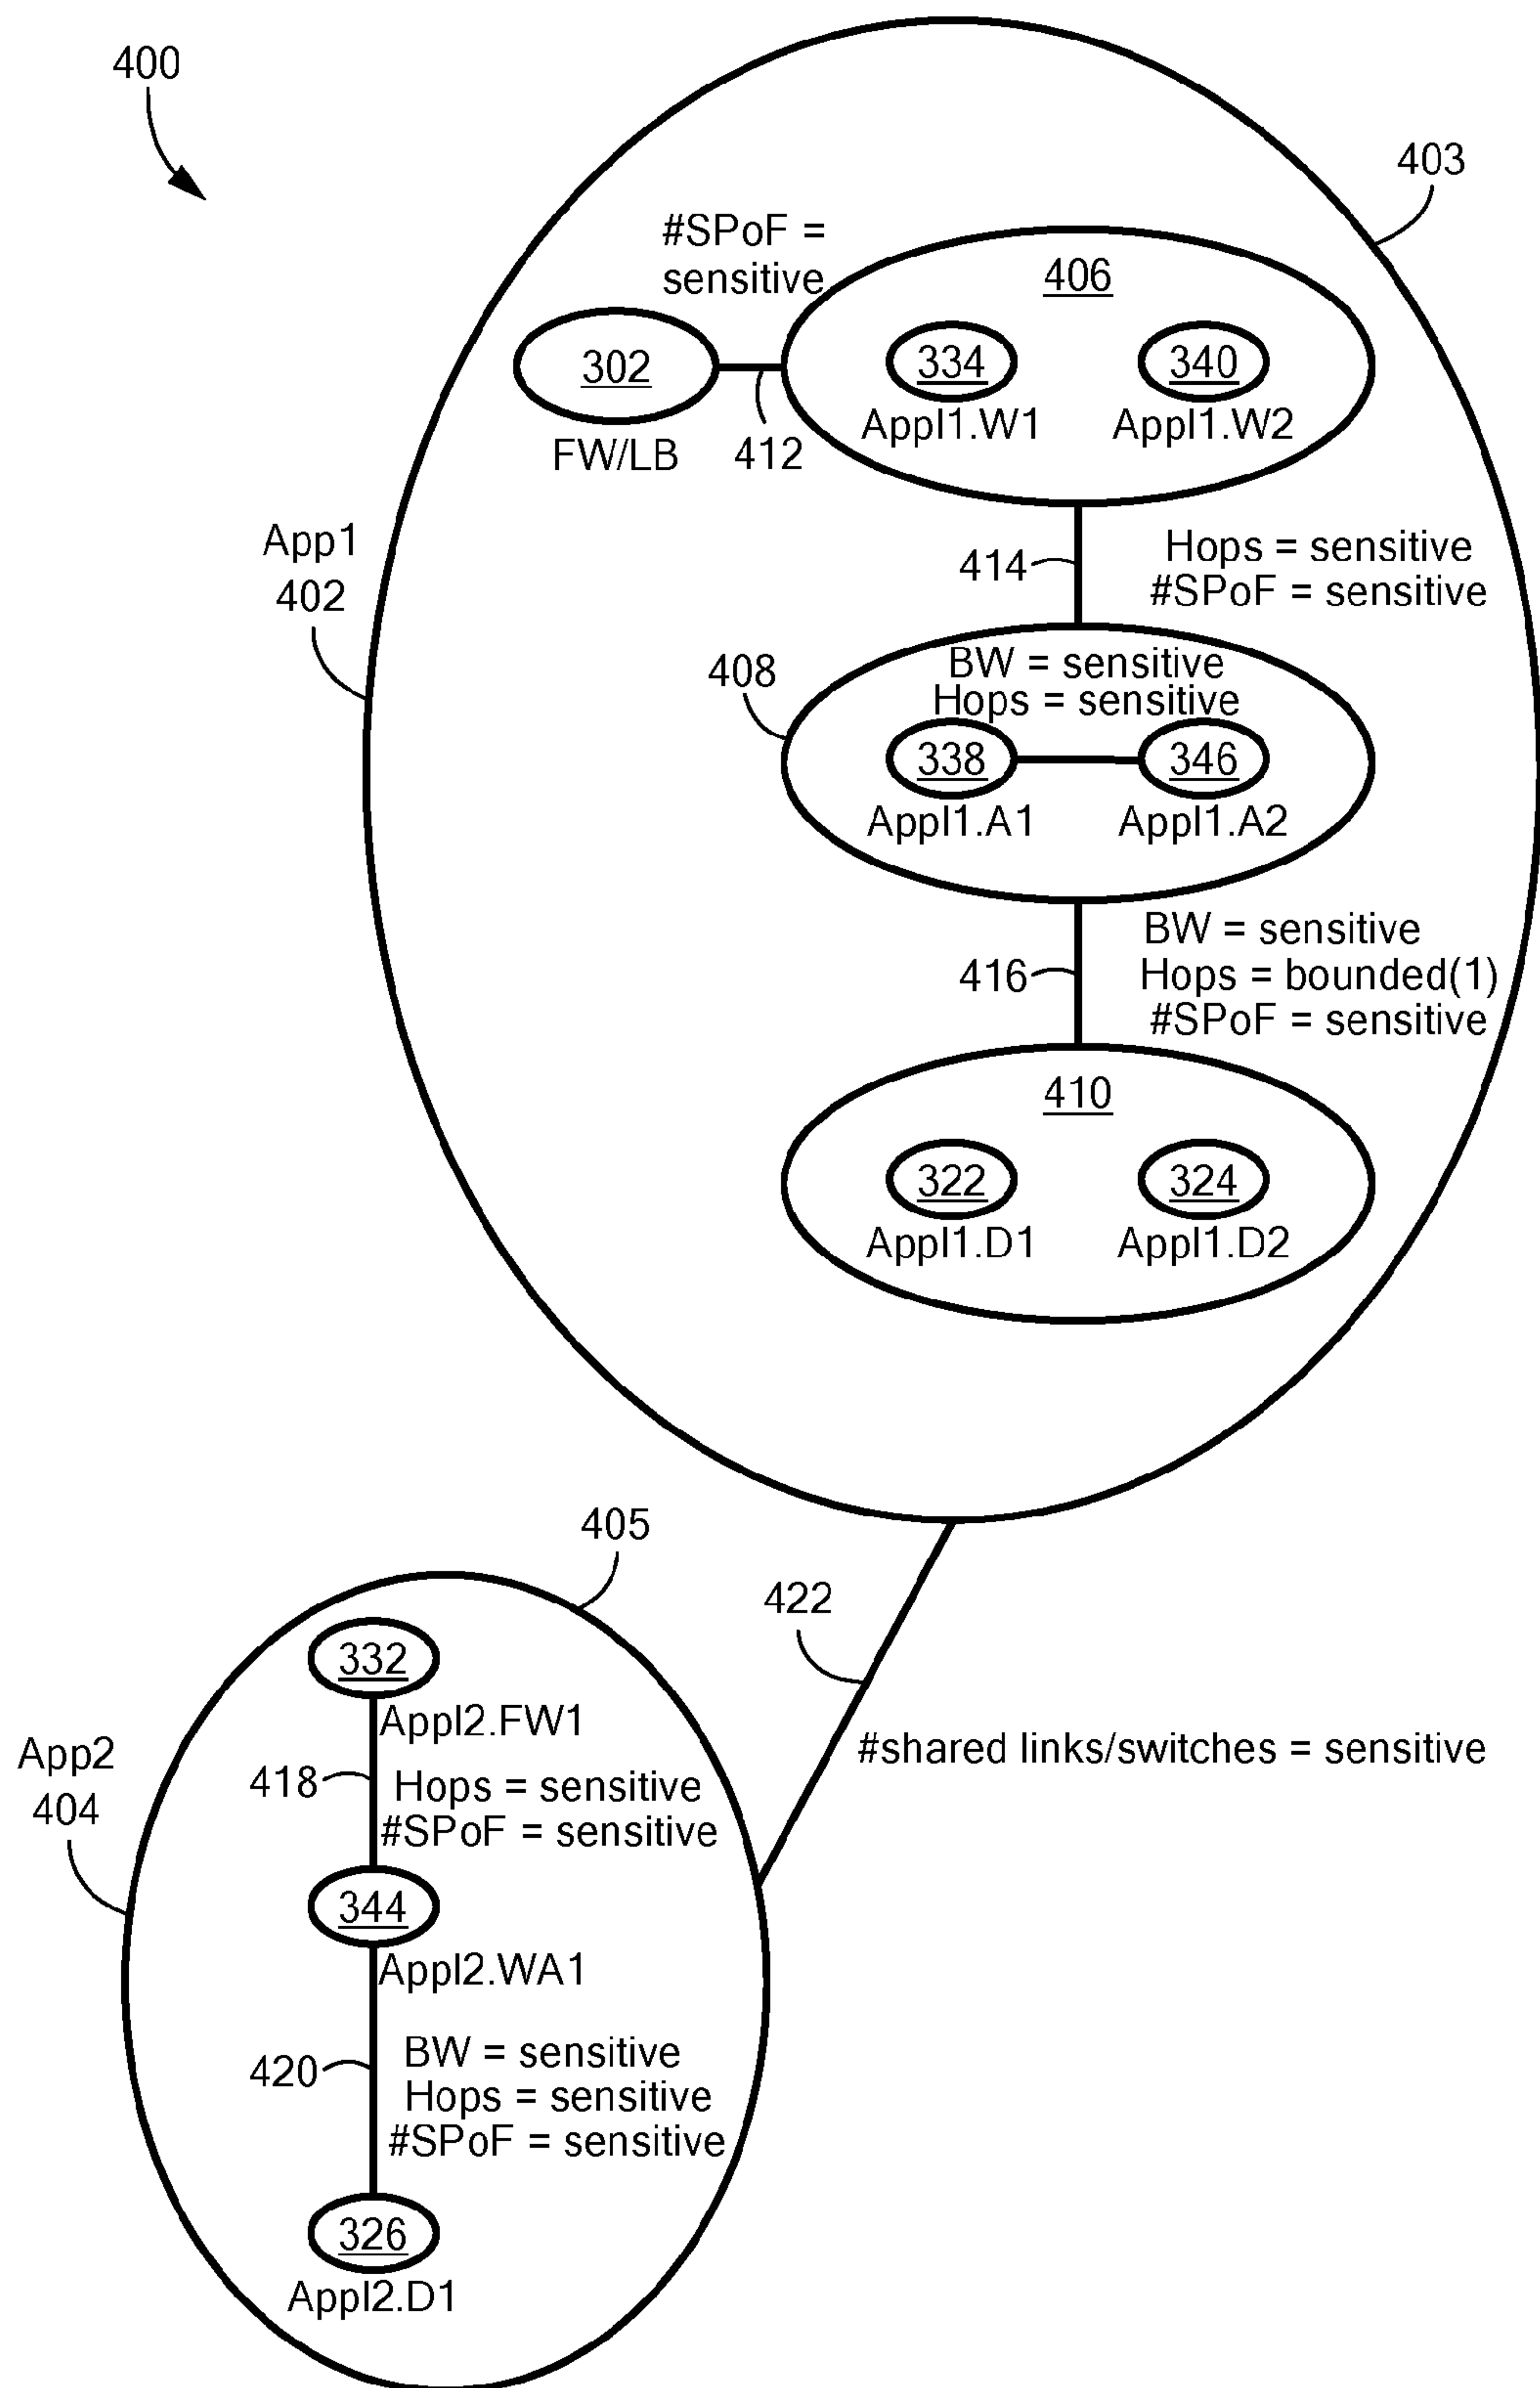 400
403
#SPoF =
sensitive
406
302
334
340
FW/LB
412
Appl1.W1
Appl1.W2
App1
402
414
Hops = sensitive
#SPoF = sensitive
408
BW = sensitive
Hops = sensitive
338
346
Appl1.A1
Appl1.A2
416
BW = sensitive
Hops = bounded(1)
#SPoF = sensitive
410
322
324
Appl1.D1
Appl1.D2
405
422
332
Appl2.FW1
#shared links/switches = sensitive
App2
404
418
Hops = sensitive
#SPoF = sensitive
344
Appl2.WA1
420
BW = sensitive
Hops = sensitive
#SPoF = sensitive
326
Appl2.D1